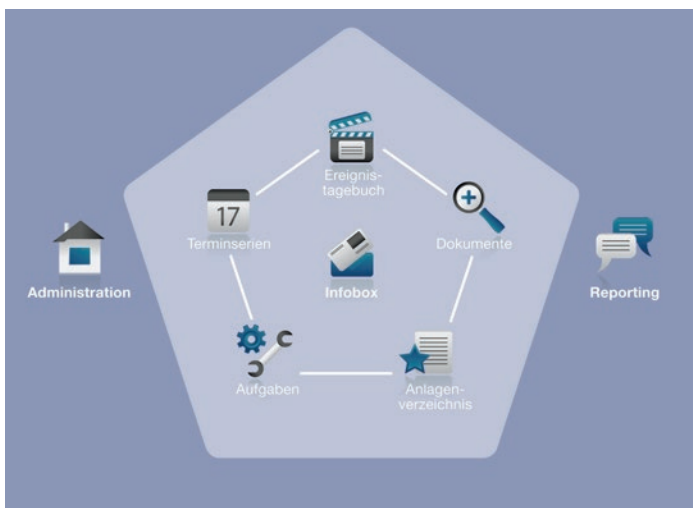 Ereignis-
tagebuch
17
Terminserien
Dokumente
Administration
Infobox
Reporting
Aufgaben
Anlagen-
verzeichnis